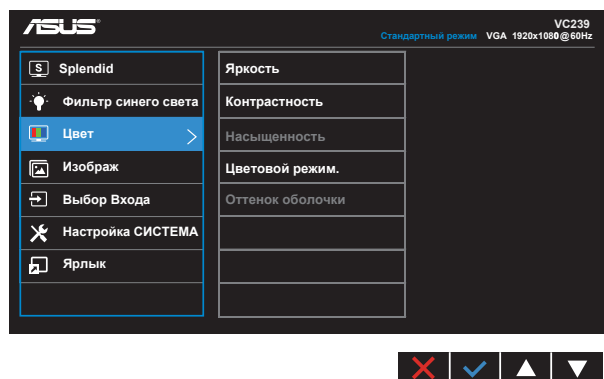 ASUS
VC239
Стандартный режим VGA 1920x1080@60Hz
S Splendid
Фильтр синего света
Цвет
Изображ
Выбор Входа
Настройка СИСТЕМА
Ярлык
Яркость
Контрастность
Насыщенность
Цветовой режим.
Оттенок оболочки